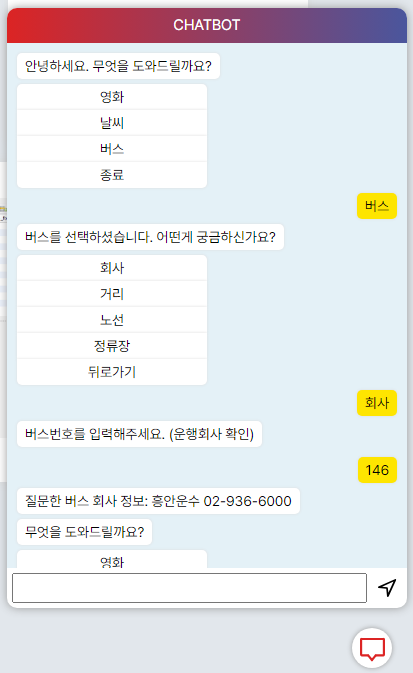 CHATBOT
안녕하세요. 무엇을 도와드릴까요?
영화
날씨
버스
종료
버스
버스를 선택하셨습니다. 어떤게 궁금하신가요?
회사
거리
노선
정류장
뒤로가기
회사
버스번호를 입력해주세요. (운행회사 확인)
146
질문한 버스 회사 정보: 흥안운수 02-936-6000
무엇을 도와드릴까요?
영화